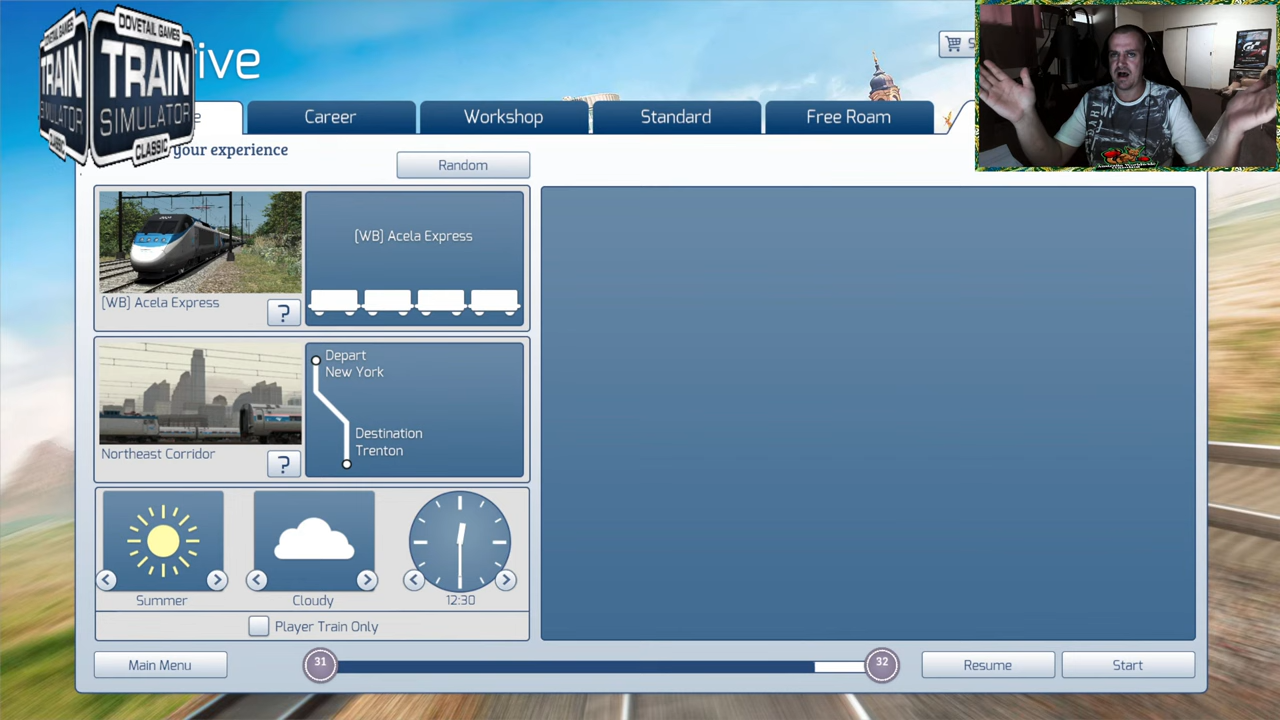 DOVETAIL GAMES
TRAIN
SIMULATOR
CLASSIC
TRAIN
ive
Career
Workshop
Standard
Free Roam
your experience
Random
[WB] Acela Express
[WB] Acela Express
?
Depart
New York
Destination
Trenton
Northeast Corridor
?
Summer
Cloudy
12:30
Player Train Only
Main Menu
31
32
Resume
Start